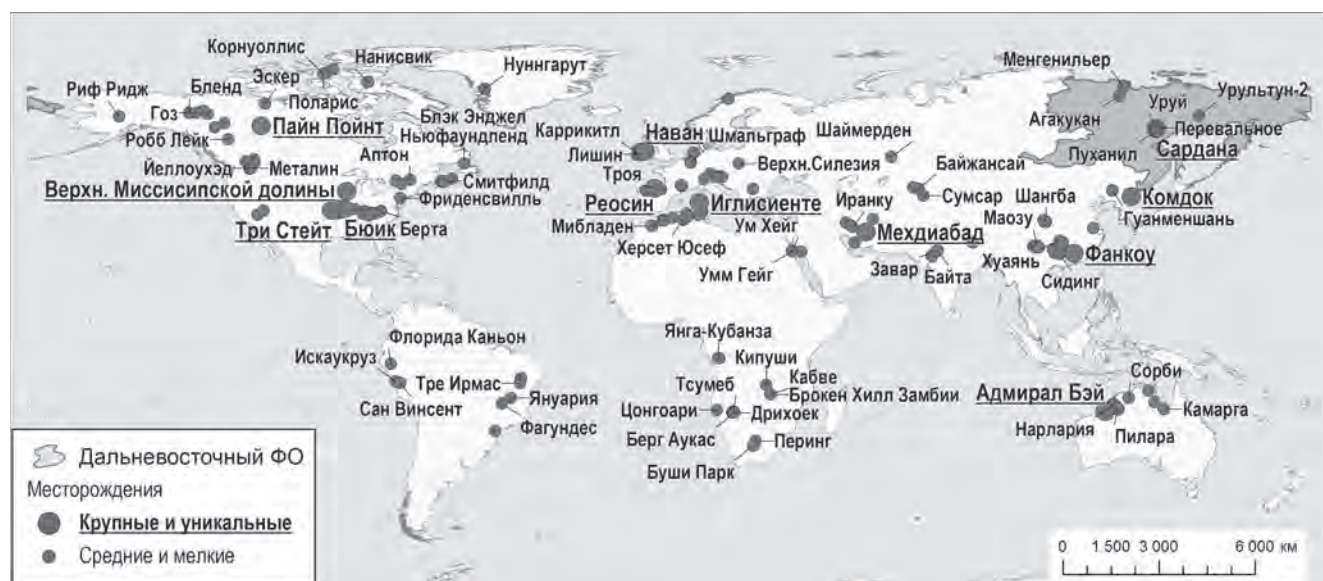 Корнуоллис
Нанисвик
Нуннгарут
Менгенильер
Эскер
Бленд
Риф Ридж
Гоз
Поларис
Блэк Энджел
Урультун-2
Уруй
Пайн Пойнт
Ньюфаундленд
Каррикитл
Наван
Шмальграф
Шаймерден
Агакукан
Перевальное
Робб Лейк
Лишин
Верхн.Силезия
Байжансай
Пуханил
Сардана
Йеллоухэд
Металин
Аптон
Троя
Смитфилд
Сумсар
Шангба
Комдок
Верхн. Миссисипской долины
Фриденсвилль
Реосин
Иглисиенте
Иранку
Маозу
Гуанменшань
Три Стейт
Бюик
Берта
Мибладен
Ум Хейг
Мехдиабад
Херсет Юсеф
Завар
Хуаянь
Фанкоу
Умм Гейг
Байта
Сидинг
Флорида Каньон
Янга-Кубанза
Искаукруз
Кипуши
Сорби
Тре Ирмас
Тсумеб
Кабве
Адмирал Бэй
Брокен Хилл Замбии
Януария
Сан Винсент
Цонгоари
Дрихоек
Камарга
Нарлария
Фагундес
Берг Аукас
Перинг
Пилара
Буши Парк
Дальневосточный ФО
Месторождения
Крупные и уникальные
Средние и мелкие
0 1 500 3 000 6 000 км